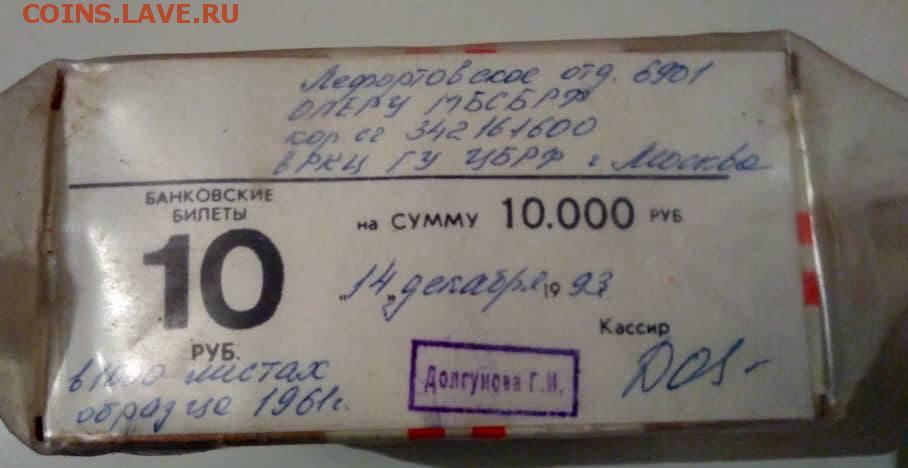 COINS.LAVE.RU
Лефортовское отд. 6901
ОПЕРУ МБСБРФ
кор сч 342161600
в РКЦ ГУ ЦБРФ г Москва
БАНКОВСКИЕ
БИЛЕТЫ
на СУММУ 10.000 РУБ
10
"14" декабря 1993
РУБ.
Кассир
в 1000 листах
Долгунова Г.И.
образца 1961г.